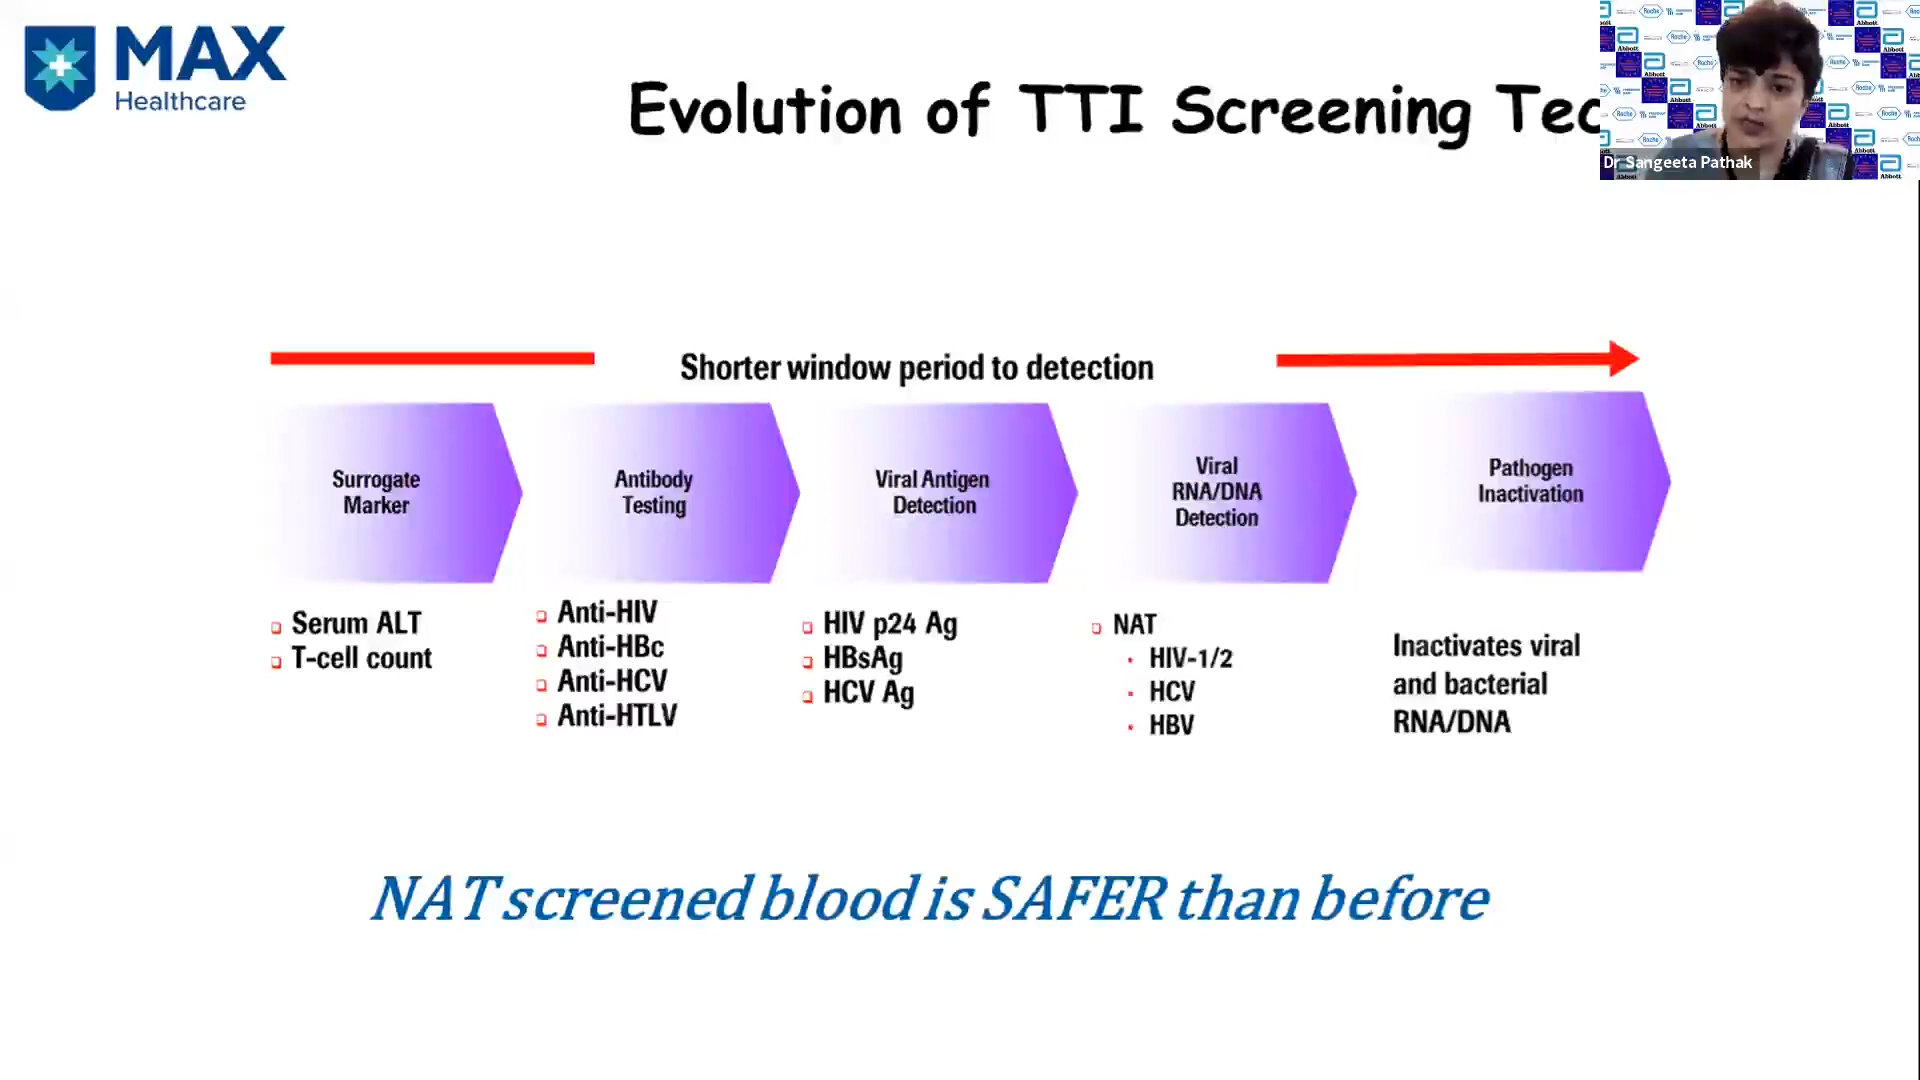 MAX
Healthcare
Evolution of TTI Screening Tec
Roche
Abbott
Dr Sangeeta Pathak
Shorter window period to detection
Surrogate
Marker
Antibody
Testing
Viral Antigen
Detection
Viral
RNA/DNA
Detection
Pathogen
Inactivation
Serum ALT
T-cell count
Anti-HIV
Anti-HBc
Anti-HCV
Anti-HTLV
HIV p24 Ag
HBsAg
HCV Ag
NAT
HIV-1/2
HCV
HBV
Inactivates viral
and bacterial
RNA/DNA
NAT screened blood is SAFER than before